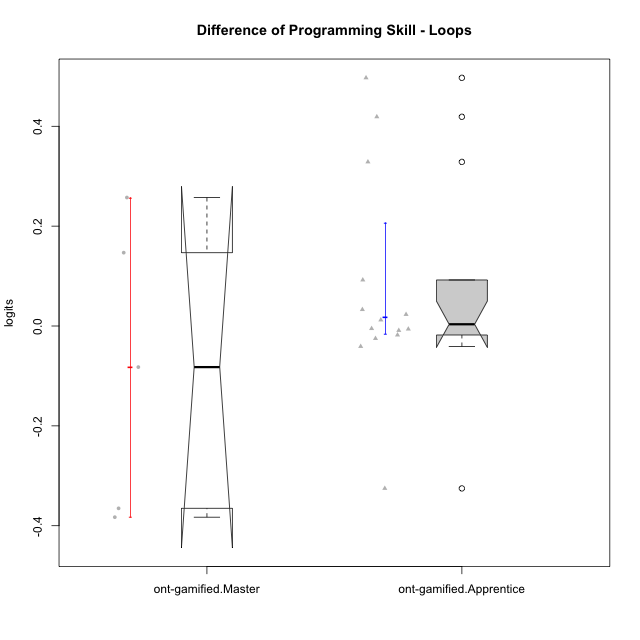 Difference of Programming Skill - Loops
logits
0.4
0.2
0.0
-0.2
-0.4
ont-gamified.Master
ont-gamified.Apprentice